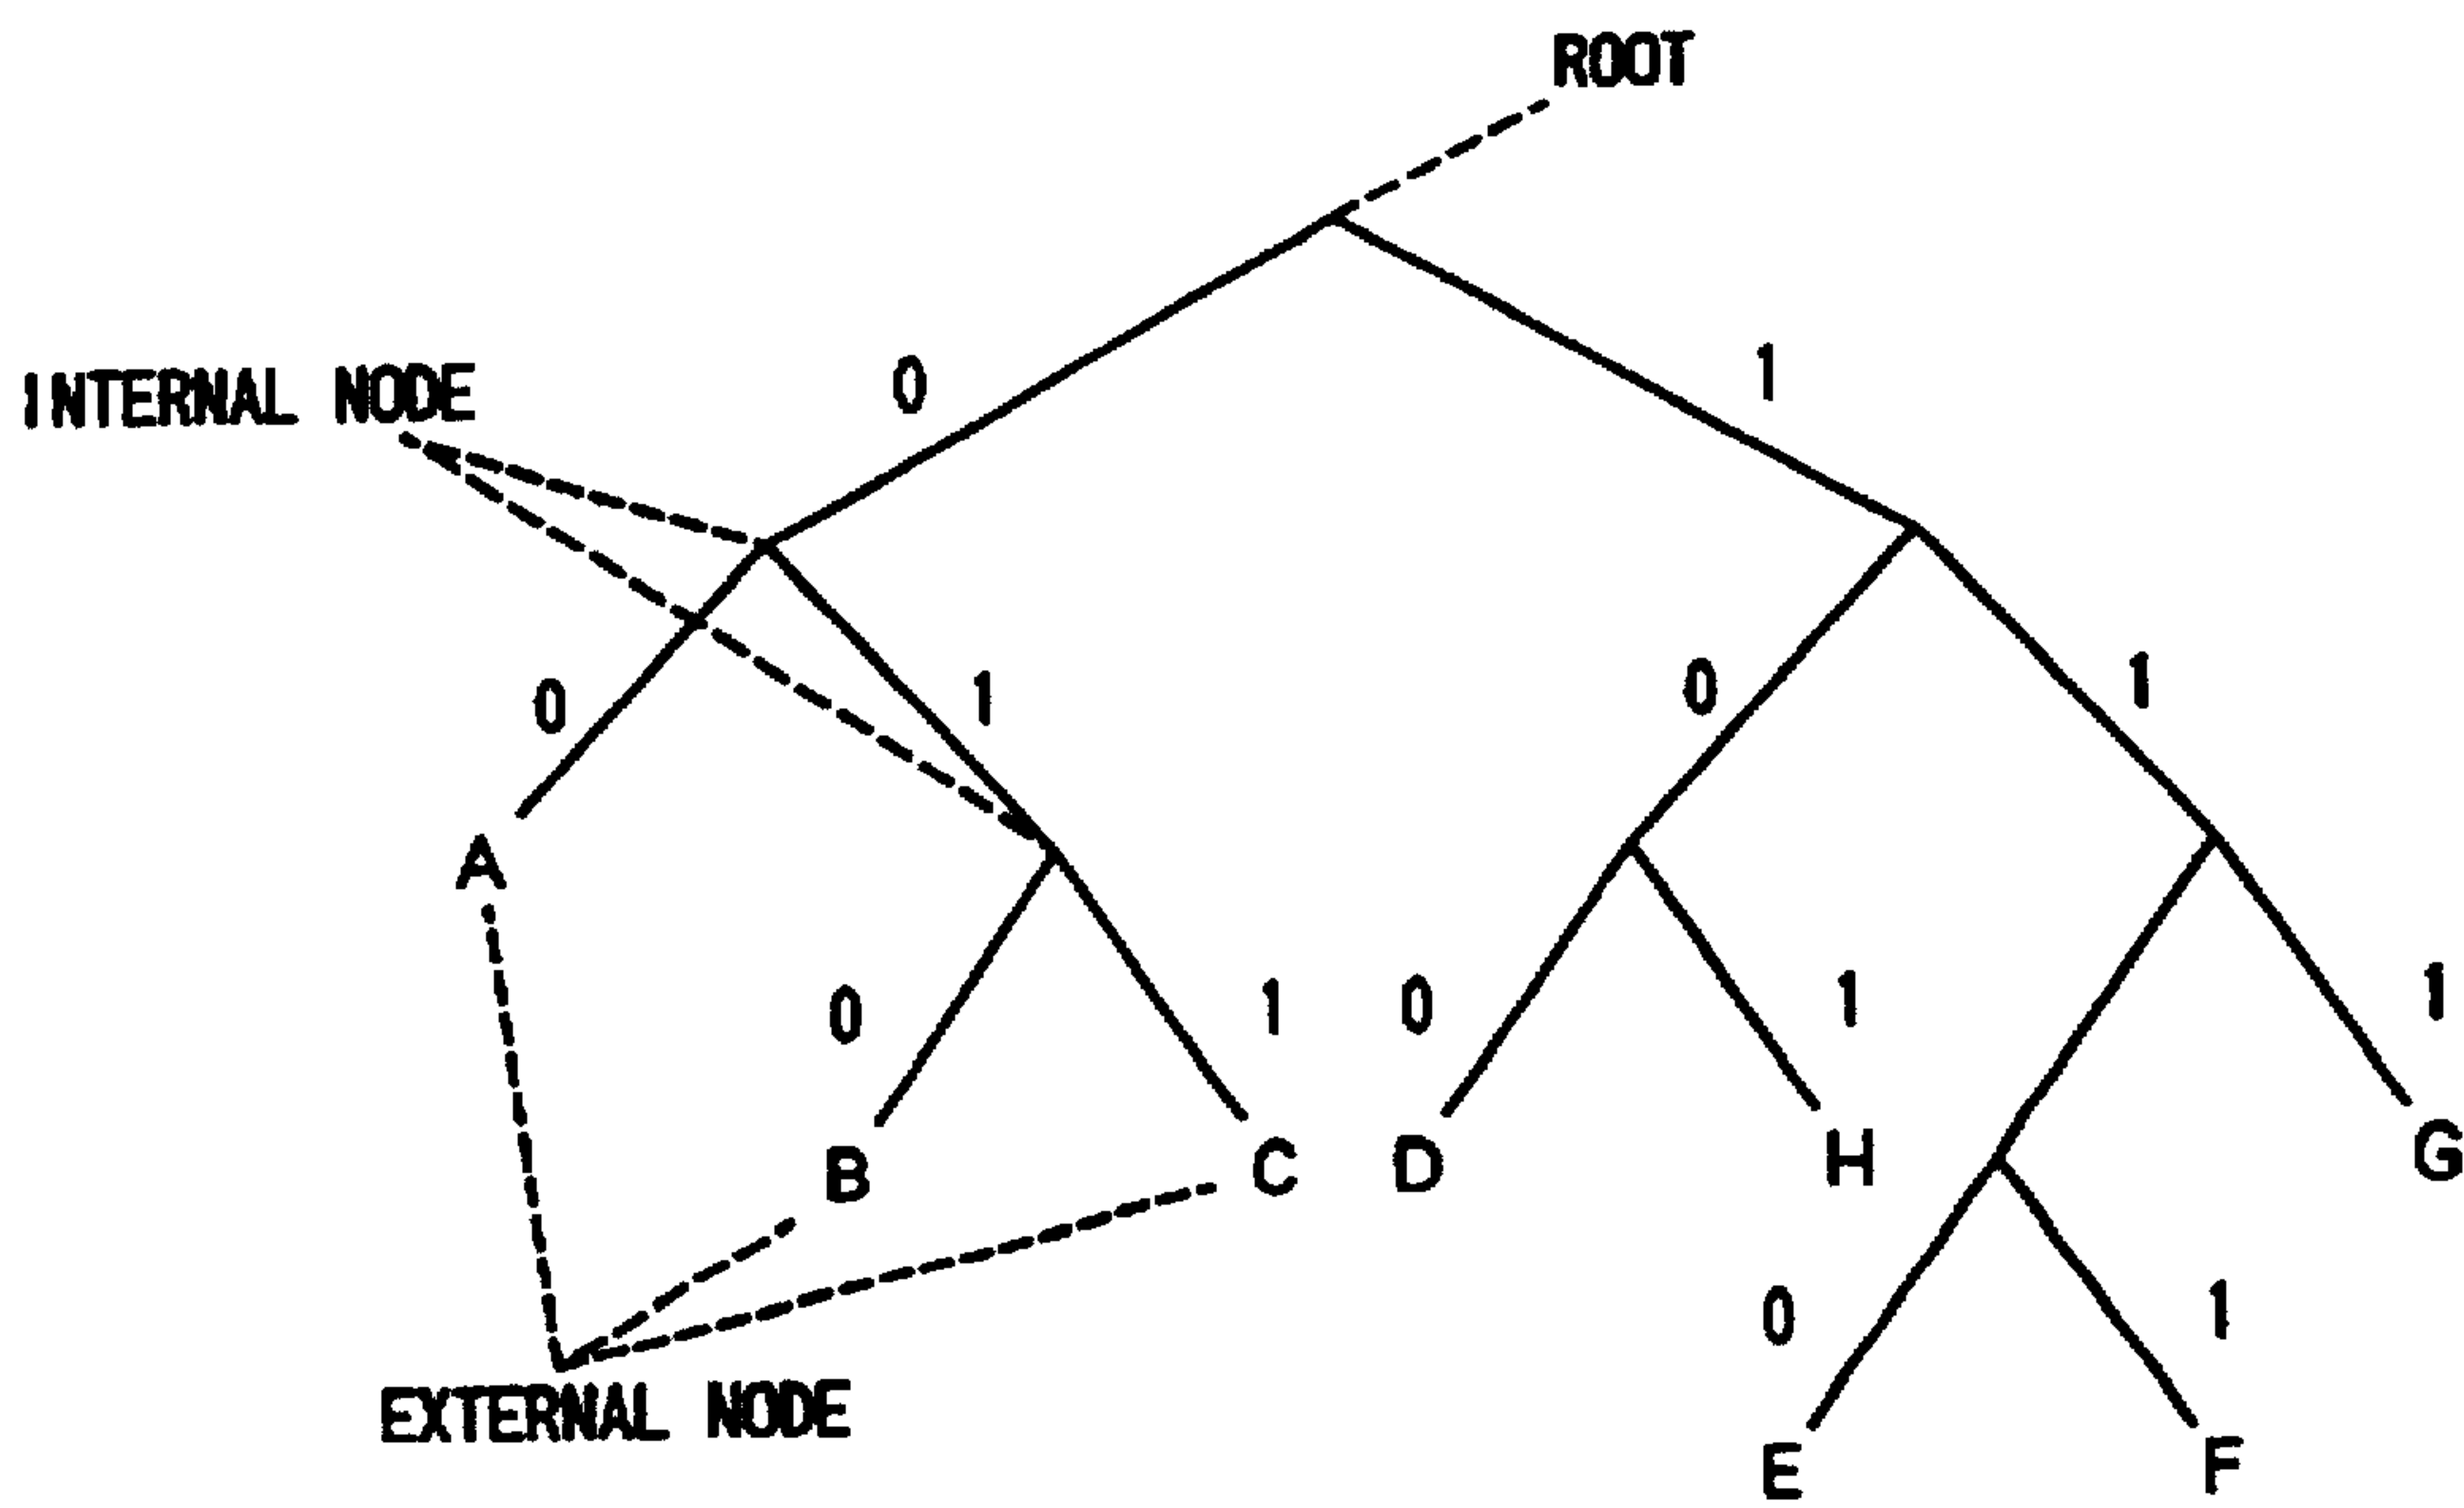 ROOT
INTERNAL NODE
0 1
0 1 0 1
A
0 1 0 1 1
B C D H G
0 1
EXTERNAL NODE
E F